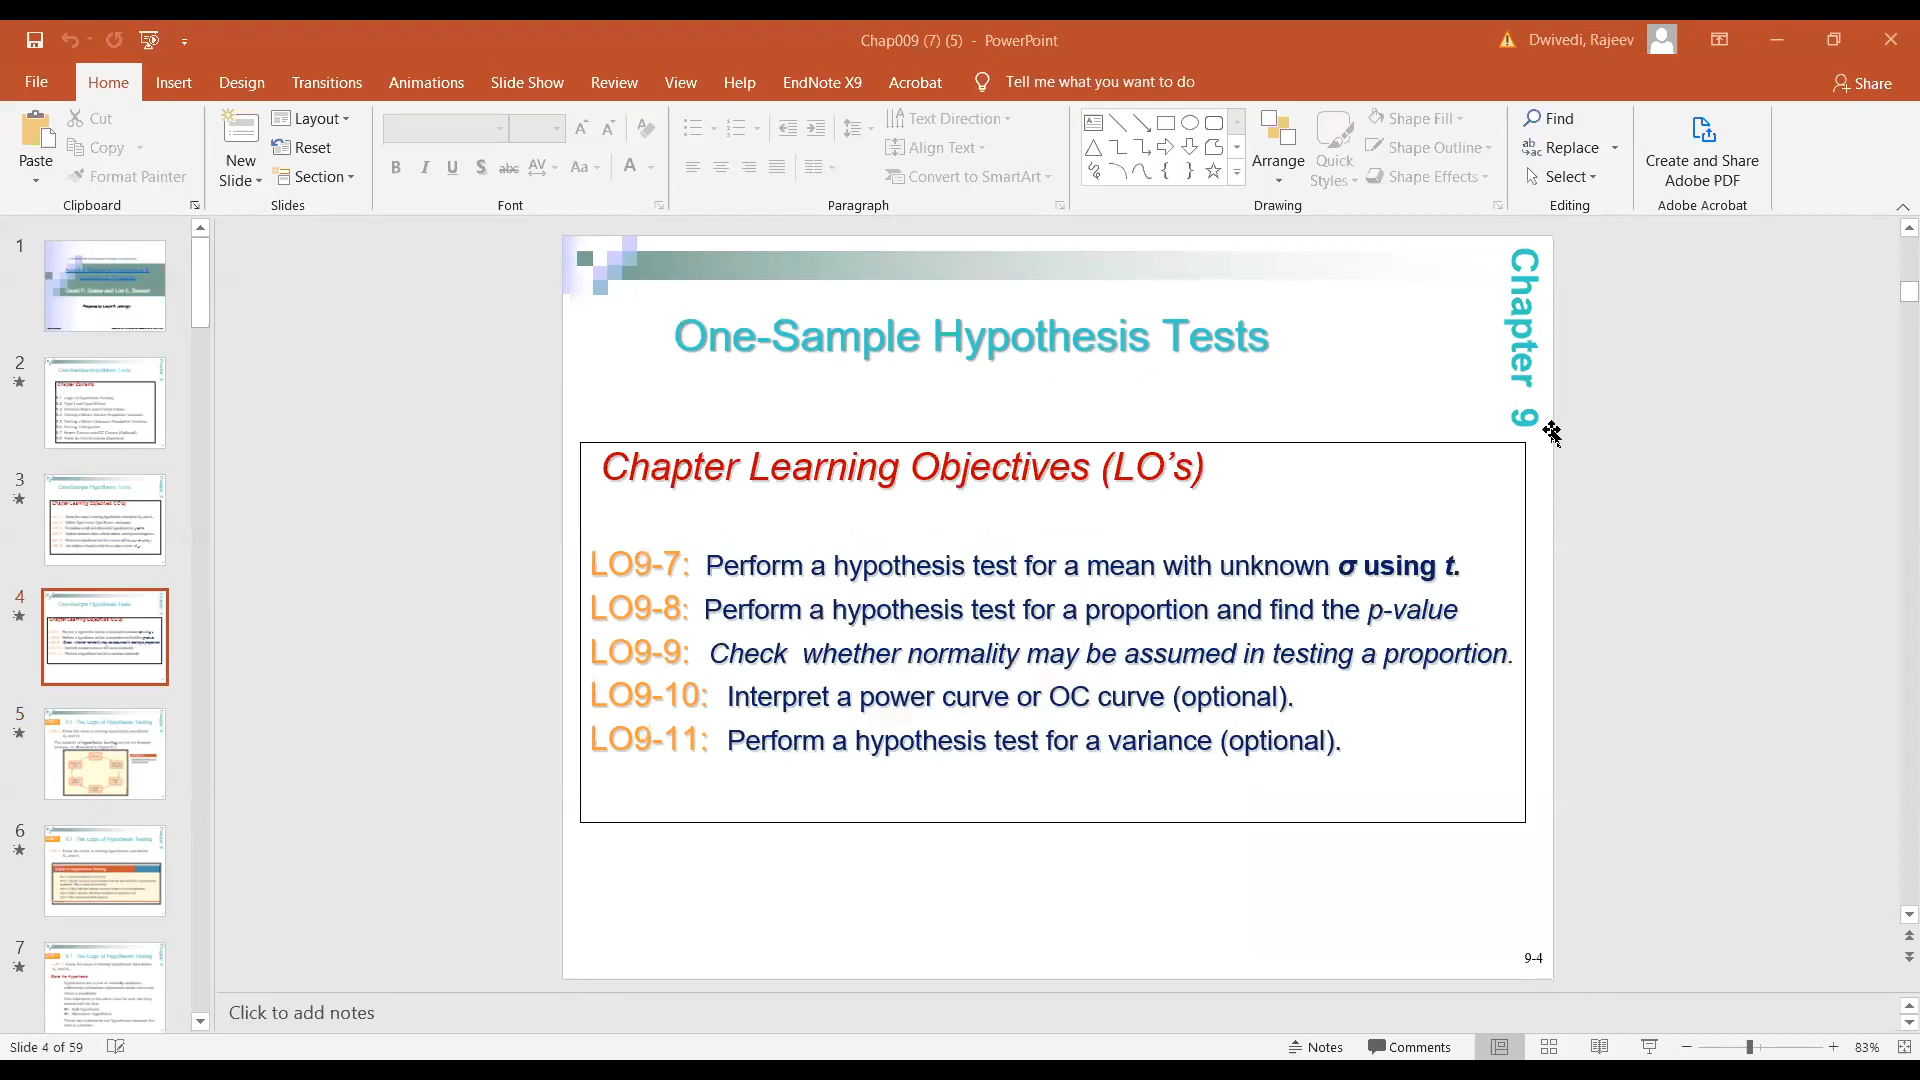 Chap009 (7) (5) - PowerPoint
Dwivedi, Rajeev
File Home Insert Design Transitions Animations Slide Show Review View Help EndNote X9 Acrobat Tell me what you want to do Share
Paste
Cut
Copy
Format Painter
Clipboard
New Slide
Layout
Reset
Section
Slides
Font
Text Direction
Align Text
Convert to SmartArt
Paragraph
Arrange
Quick Styles
Shape Fill
Shape Outline
Shape Effects
Drawing
Find
Replace
Select
Editing
Create and Share
Adobe PDF
Adobe Acrobat
1
2
3
4
5
6
7
Chapter 9
One-Sample Hypothesis Tests
Chapter Learning Objectives (LO’s)
LO9-7: Perform a hypothesis test for a mean with unknown σ using t.
LO9-8: Perform a hypothesis test for a proportion and find the p-value
LO9-9: Check whether normality may be assumed in testing a proportion.
LO9-10: Interpret a power curve or OC curve (optional).
LO9-11: Perform a hypothesis test for a variance (optional).
9-4
Click to add notes
Slide 4 of 59
Notes
Comments
83%